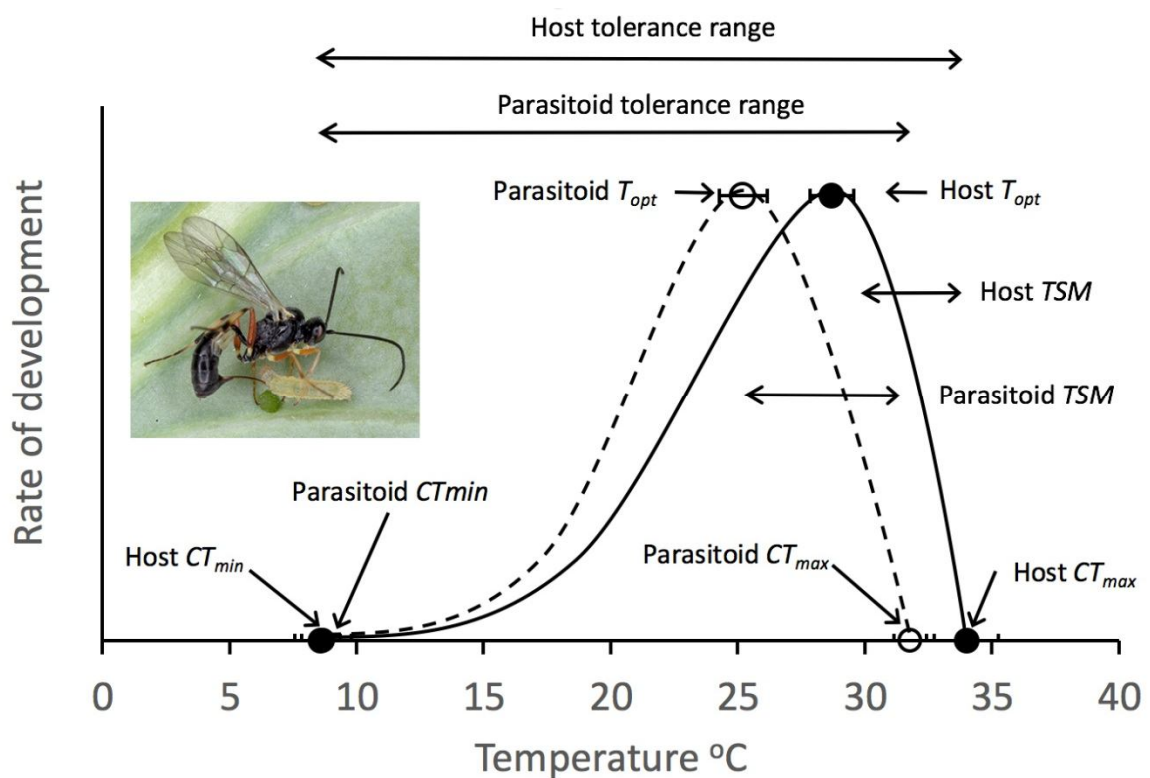 Host tolerance range
Parasitoid tolerance range
Parasitoid Topt
Host Topt
Host TSM
Parasitoid TSM
Parasitoid CTmin
Host CTmin
Parasitoid CTmax
Host CTmax
Rate of development
0 5 10 15 20 25 30 35 40
Temperature ºC